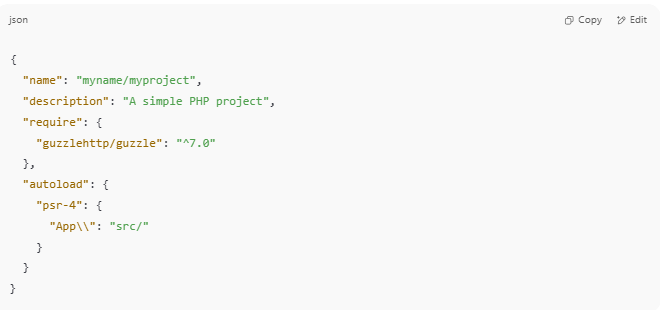 json Copy Edit
{
  "name": "myname/myproject",
  "description": "A simple PHP project",
  "require": {
    "guzzlehttp/guzzle": "^7.0"
  },
  "autoload": {
    "psr-4": {
      "App\\": "src/"
    }
  }
}